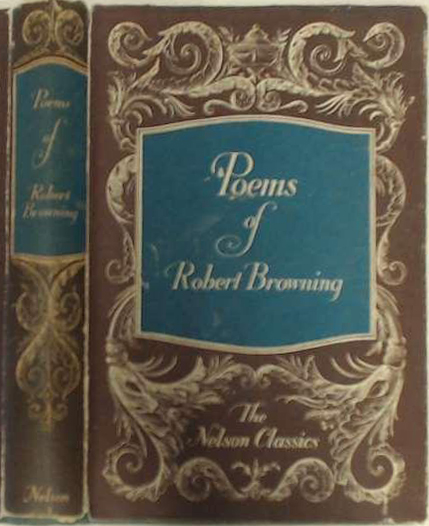 Poems
of
Robert
Browning
Nelson
Poems
of
Robert Browning
The
Nelson Classics